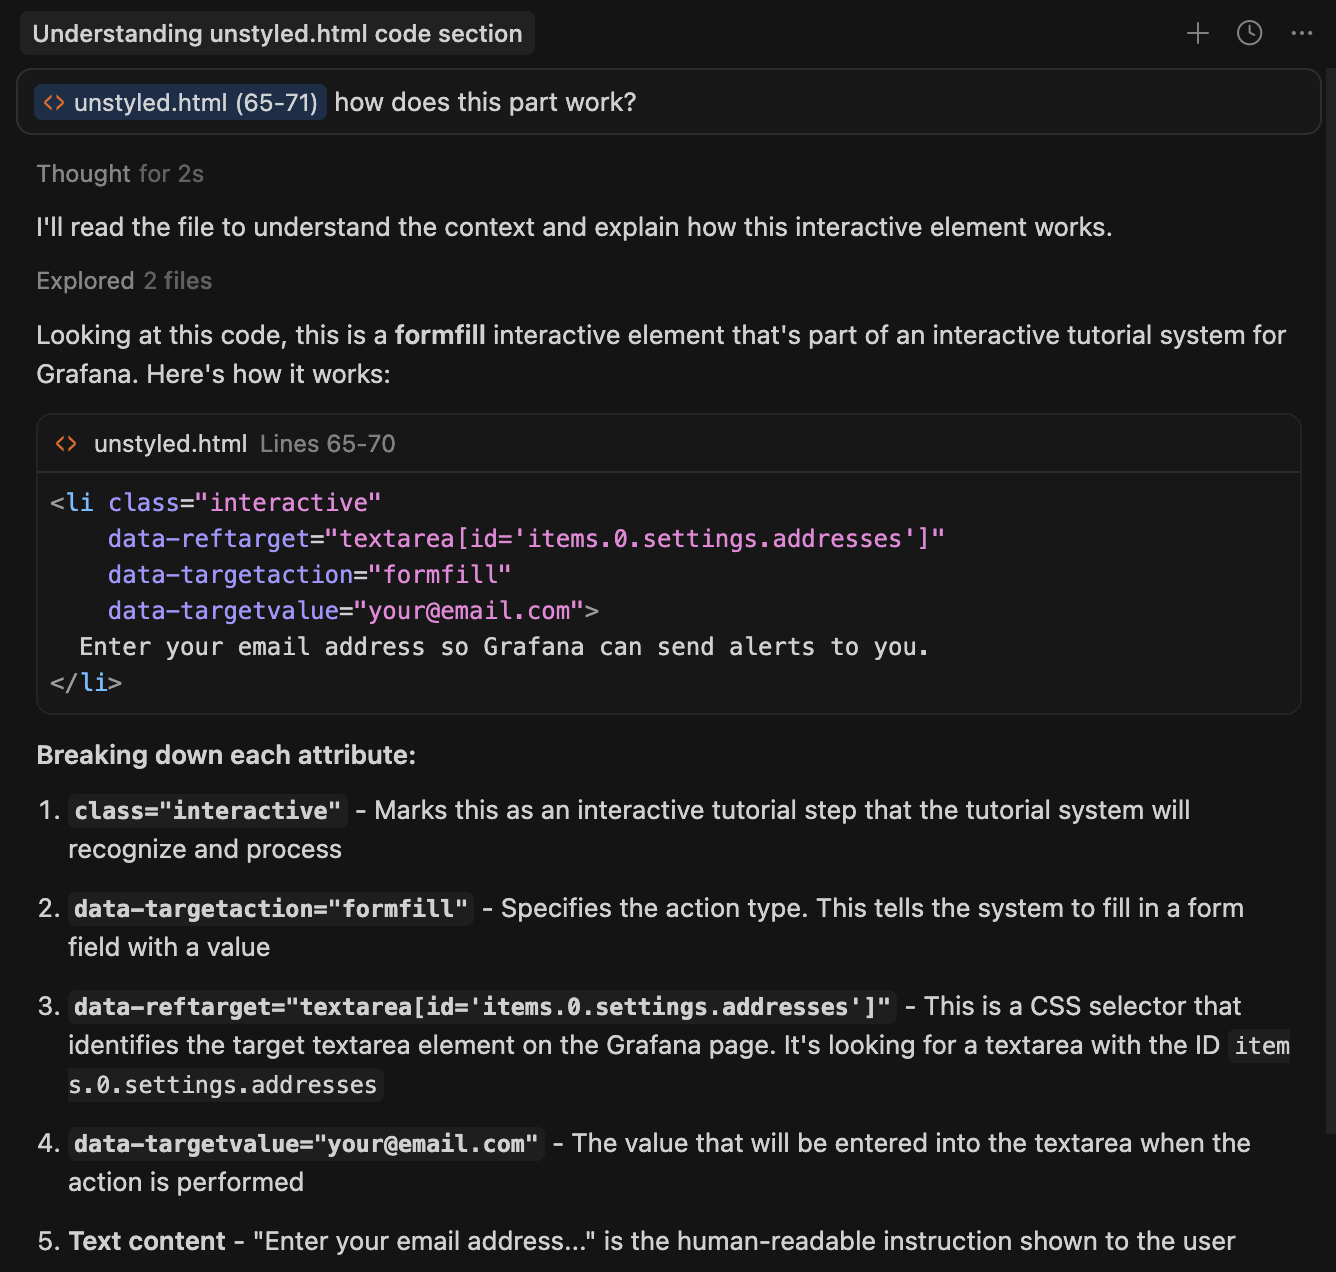 Understanding unstyled.html code section
unstyled.html (65-71) how does this part work?
Thought for 2s
I'll read the file to understand the context and explain how this interactive element works.
Explored 2 files
Looking at this code, this is a formfill interactive element that's part of an interactive tutorial system for
Grafana. Here's how it works:
unstyled.html Lines 65-70
<li class="interactive"
    data-reftarget="textarea[id='items.0.settings.addresses']"
    data-targetaction="formfill"
    data-targetvalue="your@email.com">
  Enter your email address so Grafana can send alerts to you.
</li>
Breaking down each attribute:
1. class="interactive" - Marks this as an interactive tutorial step that the tutorial system will
recognize and process
2. data-targetaction="formfill" - Specifies the action type. This tells the system to fill in a form
field with a value
3. data-reftarget="textarea[id='items.0.settings.addresses']" - This is a CSS selector that
identifies the target textarea element on the Grafana page. It's looking for a textarea with the ID item
s.0.settings.addresses
4. data-targetvalue="your@email.com" - The value that will be entered into the textarea when the
action is performed
5. Text content - "Enter your email address..." is the human-readable instruction shown to the user